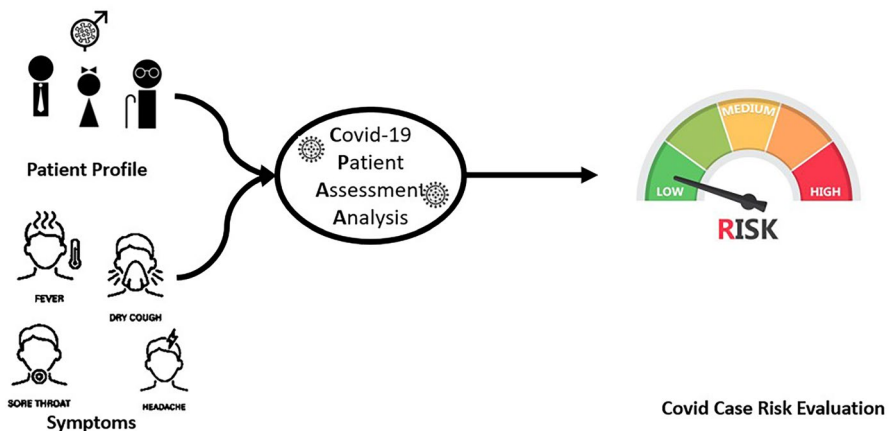 Patient Profile
FEVER
DRY COUGH
SORE THROAT
HEADACHE
Symptoms
Covid-19
Patient
Assessment
Analysis
LOW
MEDIUM
HIGH
RISK
Covid Case Risk Evaluation